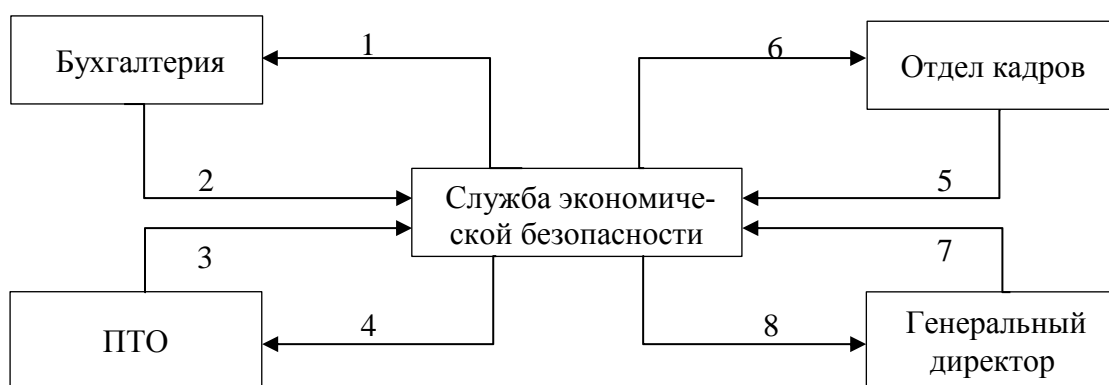 1
6
Бухгалтерия
Отдел кадров
2
5
Служба экономиче-
ской безопасности
3
7
4
8
ПТО
Генеральный
директор